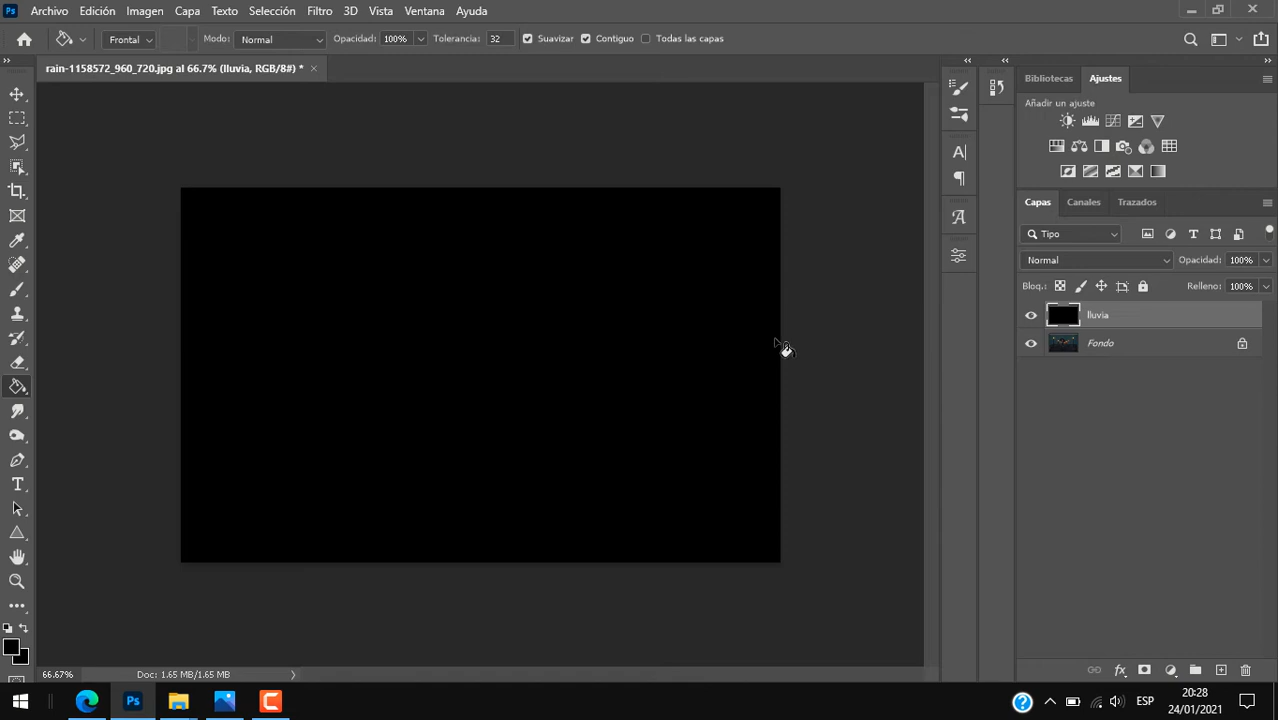 Ps Archivo Edición Imagen Capa Texto Selección Filtro 3D Vista Ventana Ayuda
Frontal Modo: Normal Opacidad: 100% Tolerancia: 32 Suavizar Contiguo Todas las capas
rain-1158572_960_720.jpg al 66.7% (lluvia, RGB/8#) *
Bibliotecas Ajustes
Añadir un ajuste
Capas Canales Trazados
Tipo
Normal Opacidad: 100%
Bloq.: Relleno: 100%
lluvia
Fondo
66.67% Doc: 1.65 MB/1.65 MB
fx
Ps ESP 20:28
24/01/2021